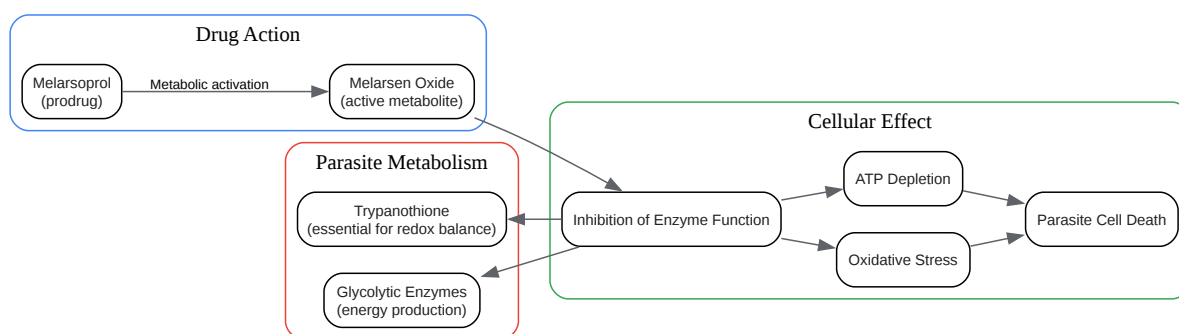 Drug Action
Melarsoprol
(prodrug)
Metabolic activation
Melarsen Oxide
(active metabolite)
Parasite Metabolism
Trypanothione
(essential for redox balance)
Glycolytic Enzymes
(energy production)
Cellular Effect
Inhibition of Enzyme Function
ATP Depletion
Oxidative Stress
Parasite Cell Death